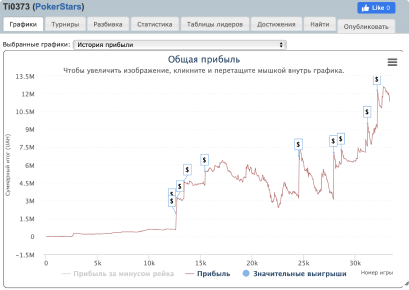 Ti0373 (PokerStars)
Like 0
Графики Турниры Разбивка Статистика Таблицы лидеров Достижения Найти Опубликовать
Выбранные графики: История прибыли
Общая прибыль
Чтобы увеличить изображение, кликните и перетащите мышкой внутрь графика.
13.5M
12M
10.5M
9M
7.5M
6M
4.5M
3M
1.5M
0
-1.5M
$ $ $ $ $ $ $ $ $ $ $
0 5k 10k 15k 20k 25k 30k
Номер игры
Прибыль за минусом рейка Прибыль Значительные выигрыши